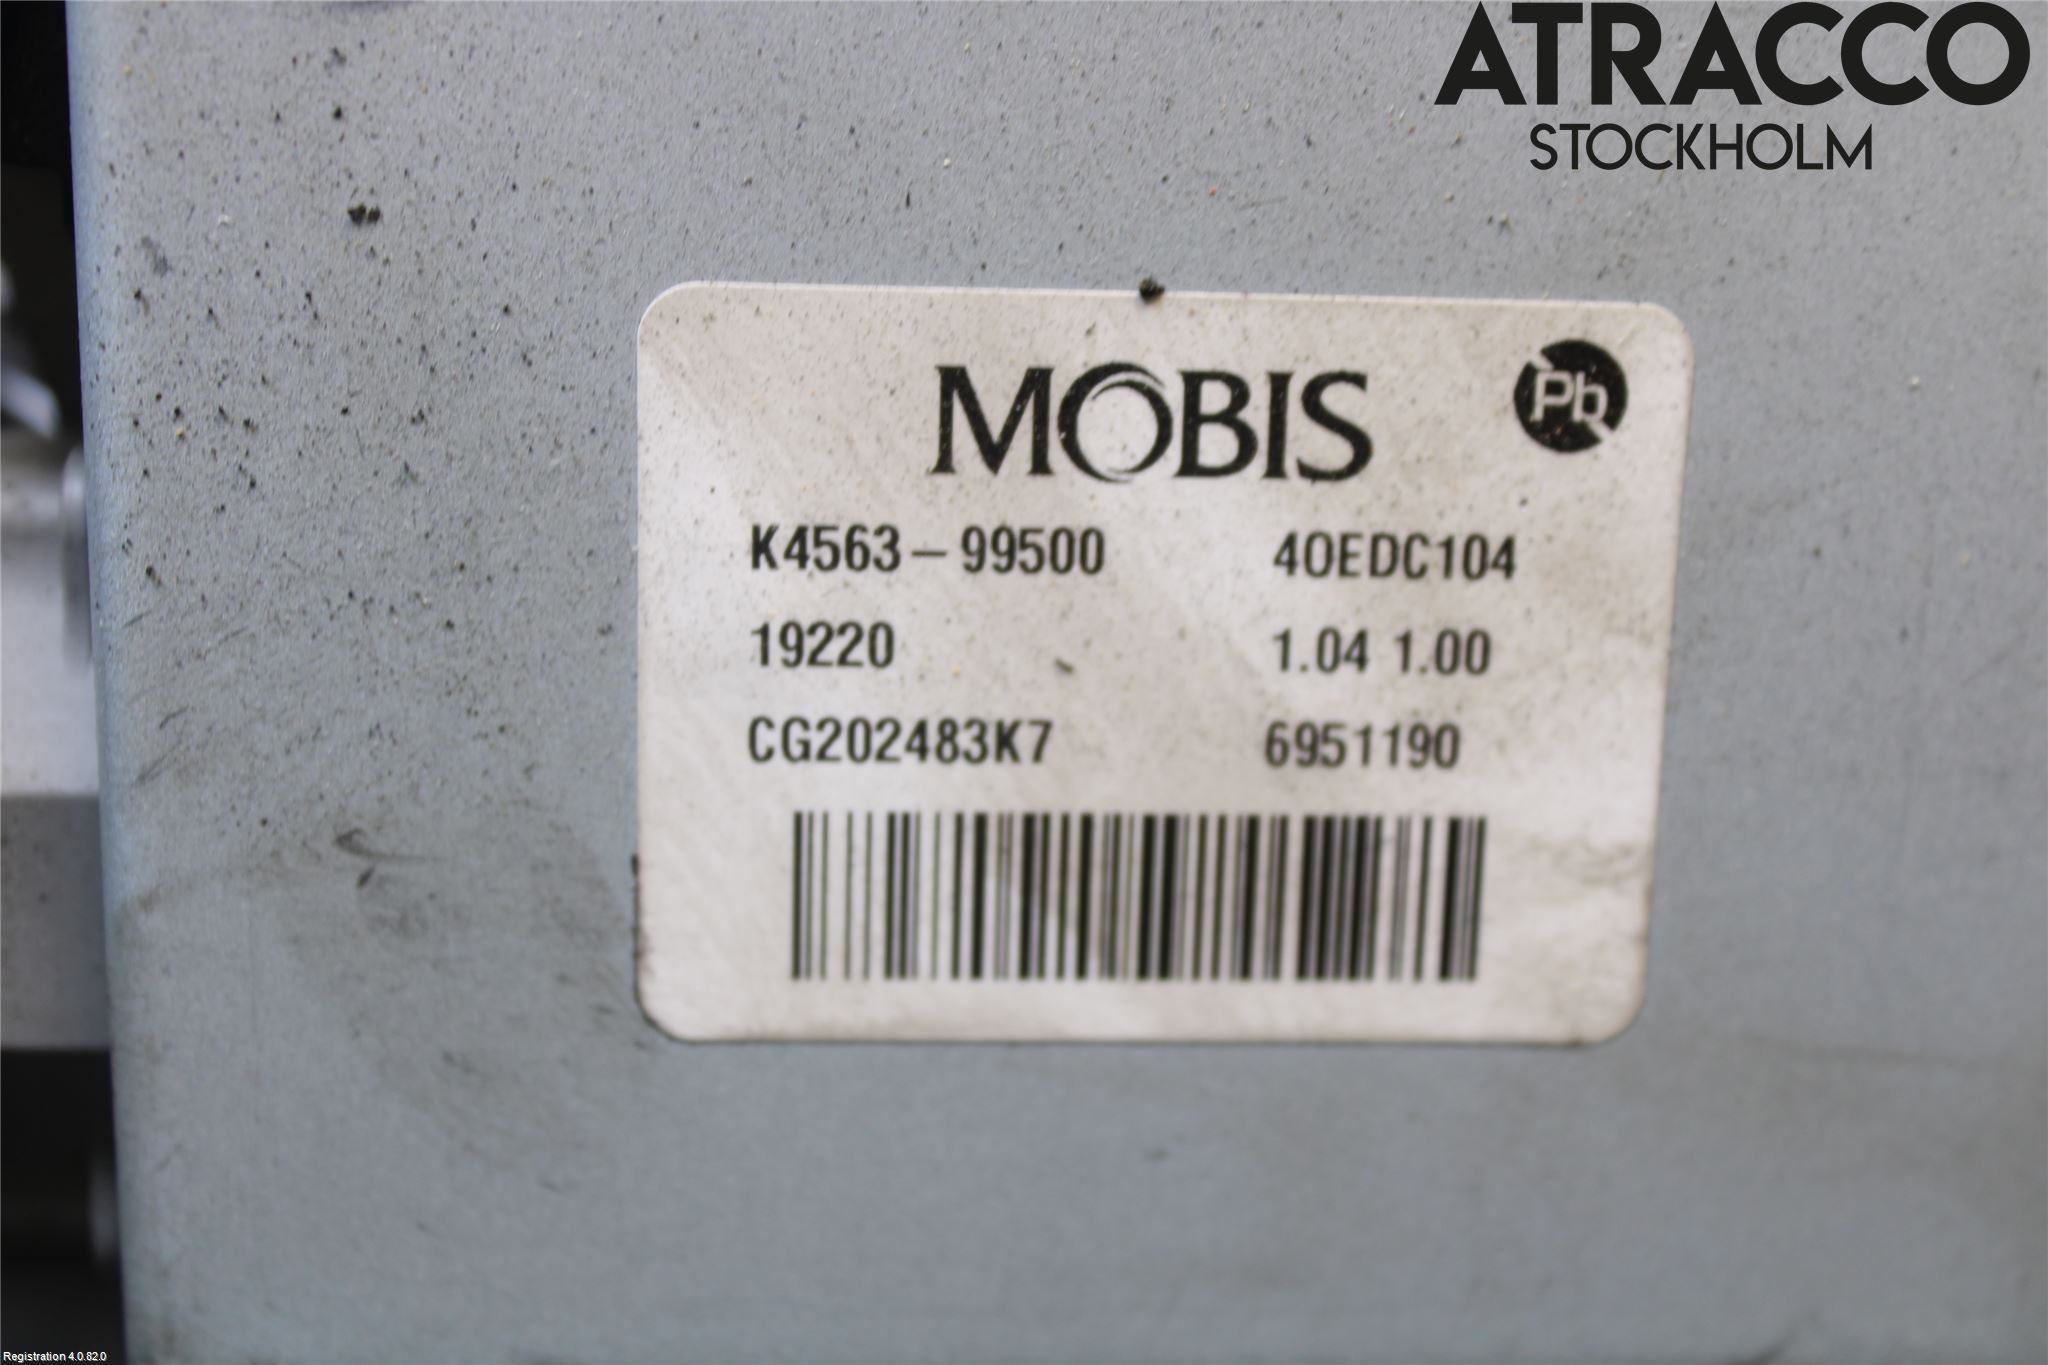 ATRACCO
STOCKHOLM
MOBIS
Pb
K4563-99500 40EDC104
19220 1.04 1.00
CG202483K7 6951190
Registration 4.0.82.0